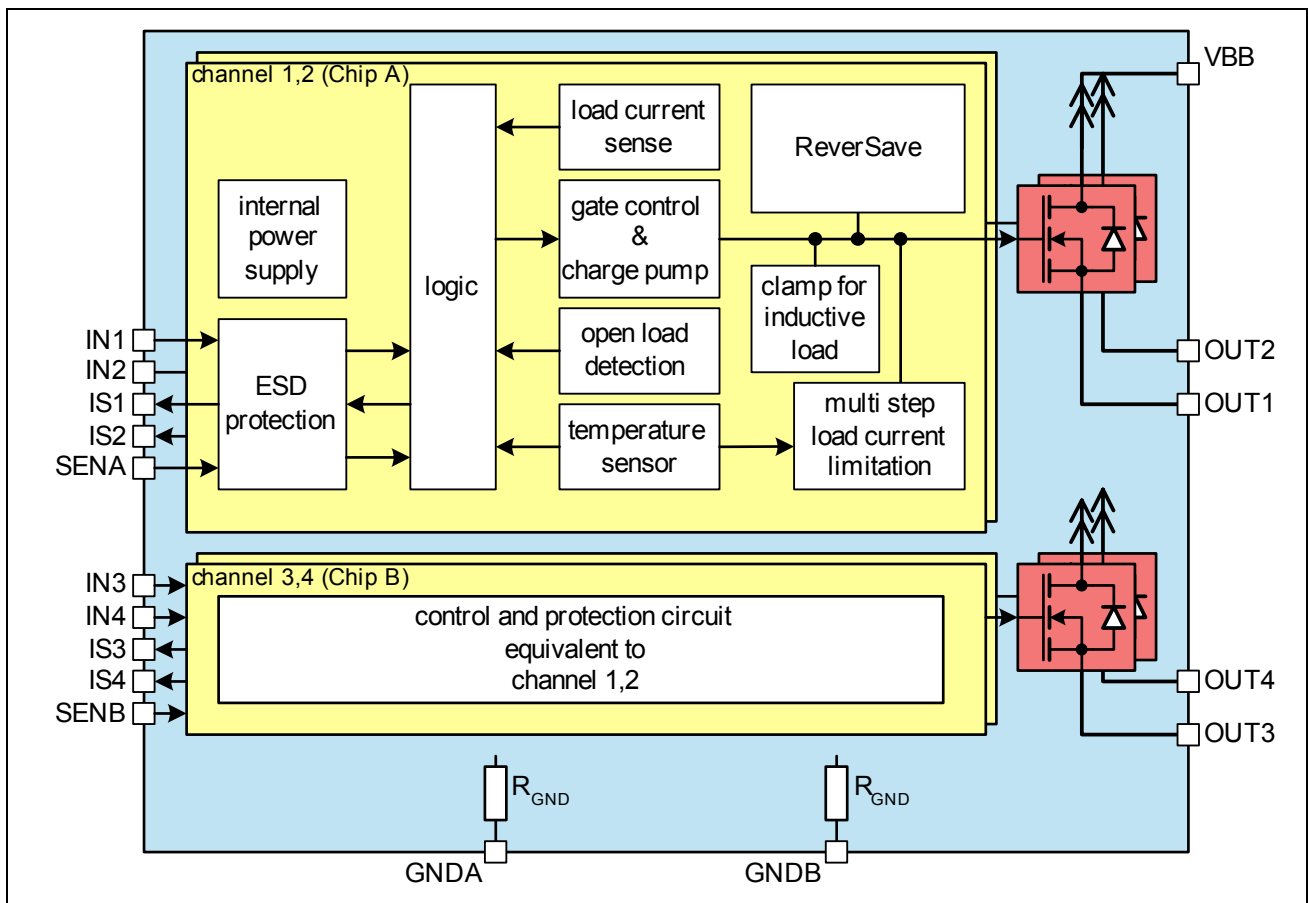 VBB
channel 1,2 (Chip A)
load current
sense
ReverSave
internal
power
supply
gate control
&
charge pump
logic
clamp for
inductive
load
IN1
IN2
IS1
IS2
SENA
ESD
protection
open load
detection
temperature
sensor
multi step
load current
limitation
OUT2
OUT1
channel 3,4 (Chip B)
IN3
IN4
IS3
IS4
SENB
control and protection circuit
equivalent to
channel 1,2
OUT4
OUT3
RGND
RGND
GNDA
GNDB